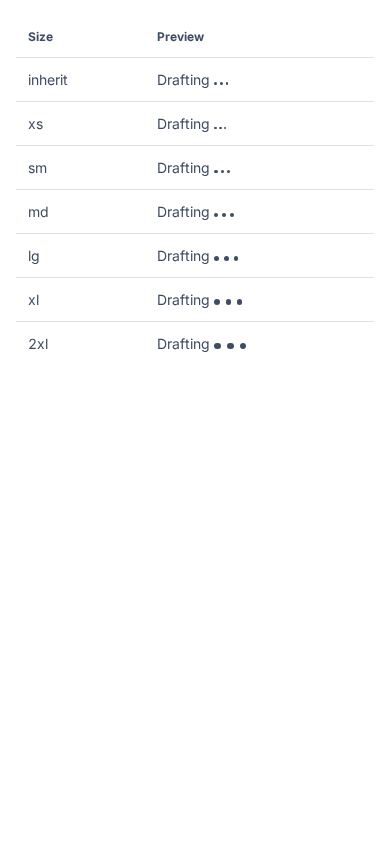 Size Preview
inherit Drafting ...
xs Drafting ...
sm Drafting ...
md Drafting ...
lg Drafting ...
xl Drafting ...
2xl Drafting ...